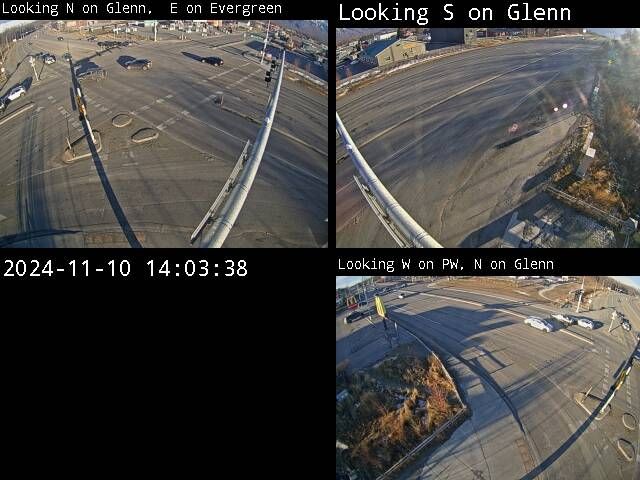 Looking N on Glenn,  E on Evergreen
Looking S on Glenn
2024-11-10 14:03:38
Looking W on PW, N on Glenn